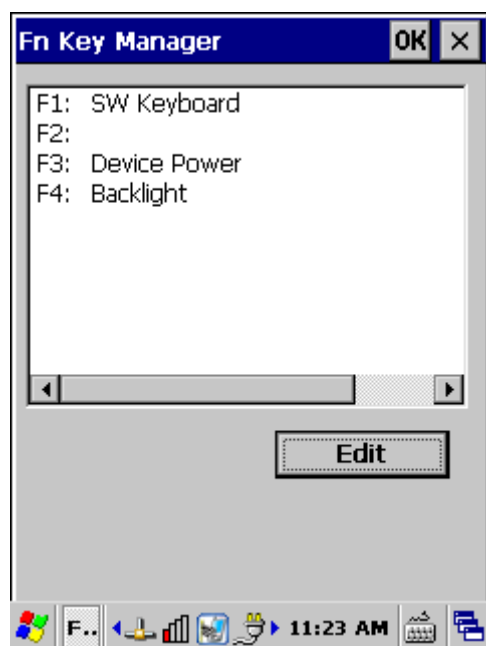 Fn Key Manager OK ×
F1: SW Keyboard
F2:
F3: Device Power
F4: Backlight
Edit
F.. 11:23 AM